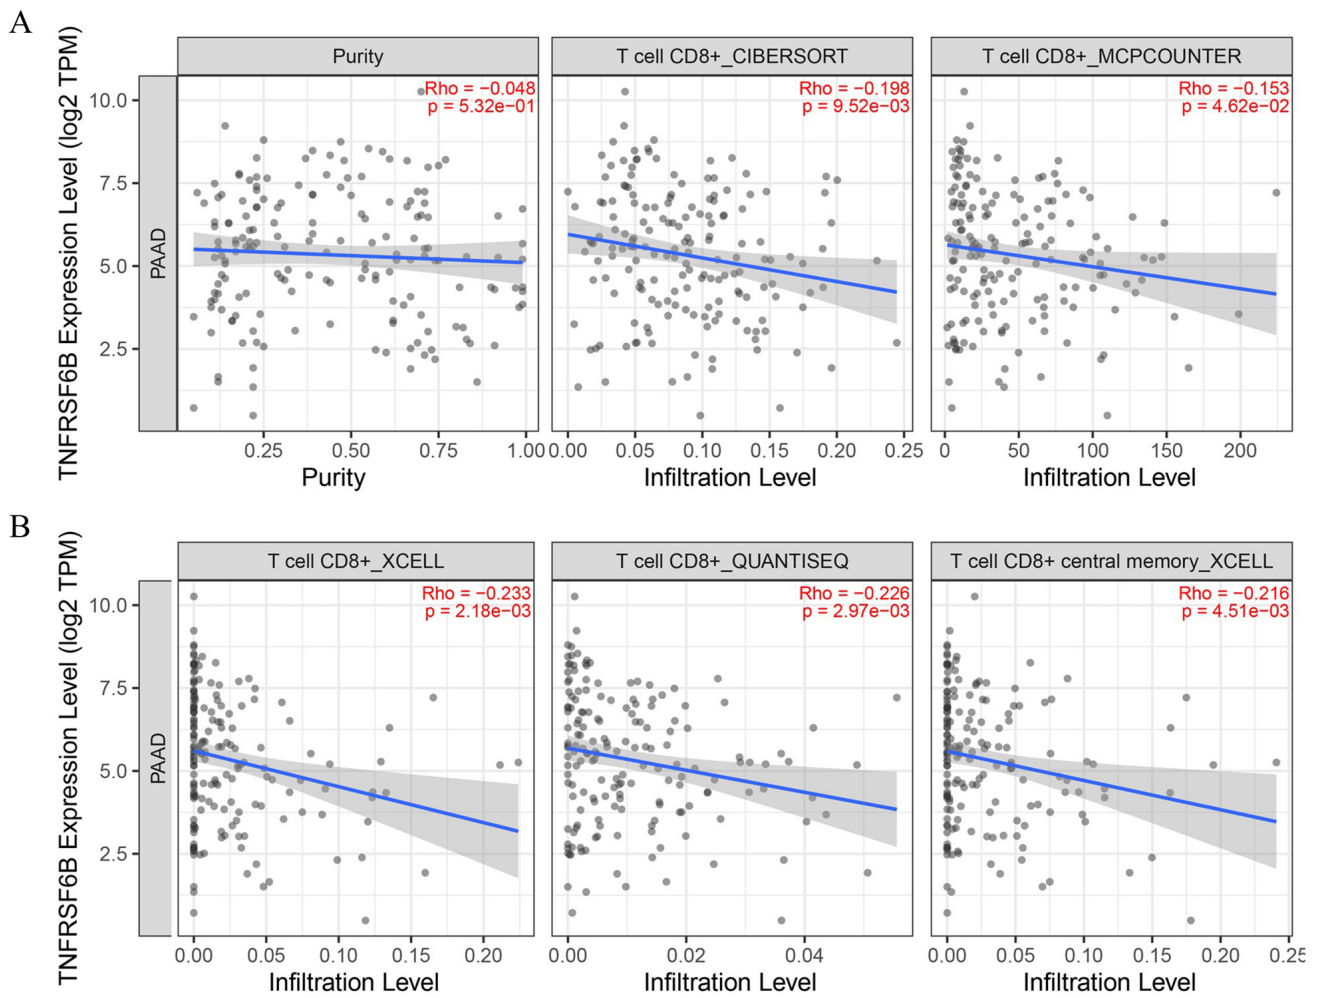 A
TNFRSF6B Expression Level (log2 TPM)
PAAD
Purity
T cell CD8+_CIBERSORT
T cell CD8+_MCPCOUNTER
Rho = −0.048
p = 5.32e−01
Rho = −0.198
p = 9.52e−03
Rho = −0.153
p = 4.62e−02
10.0
7.5
5.0
2.5
0.25 0.50 0.75 1.00
0.00 0.05 0.10 0.15 0.20 0.25
0 50 100 150 200
Purity
Infiltration Level
Infiltration Level
B
TNFRSF6B Expression Level (log2 TPM)
PAAD
T cell CD8+_XCELL
T cell CD8+_QUANTISEQ
T cell CD8+ central memory_XCELL
Rho = −0.233
p = 2.18e−03
Rho = −0.226
p = 2.97e−03
Rho = −0.216
p = 4.51e−03
10.0
7.5
5.0
2.5
0.00 0.05 0.10 0.15 0.20
0.00 0.02 0.04
0.00 0.05 0.10 0.15 0.20 0.25
Infiltration Level
Infiltration Level
Infiltration Level